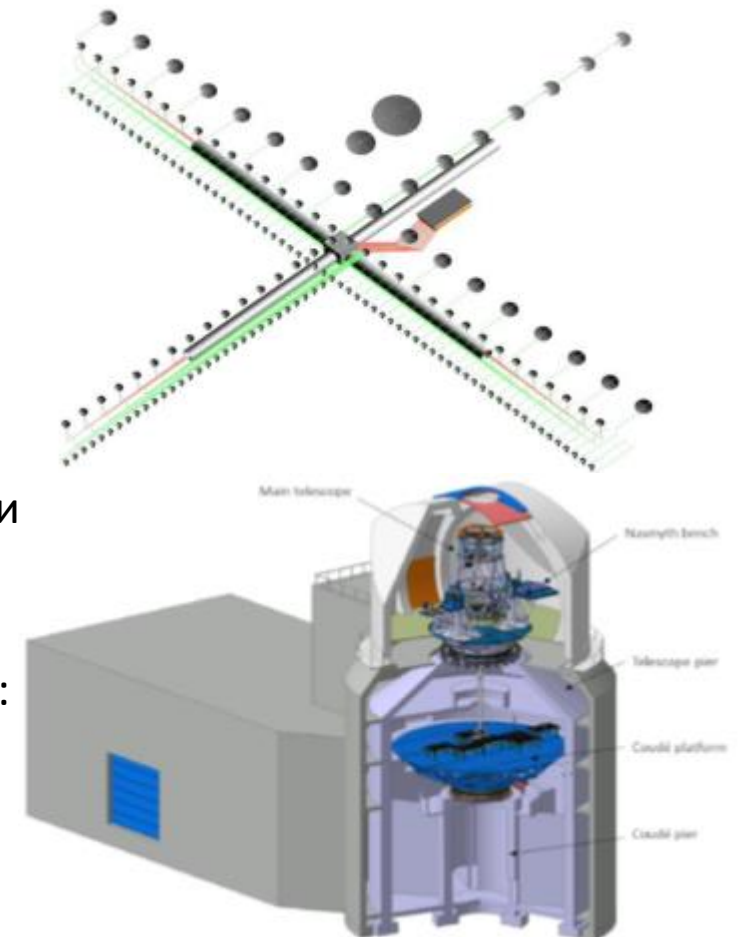 и
:
Main telescope
Nasmyth bench
Telescope pier
Coudé platform
Coudé pier